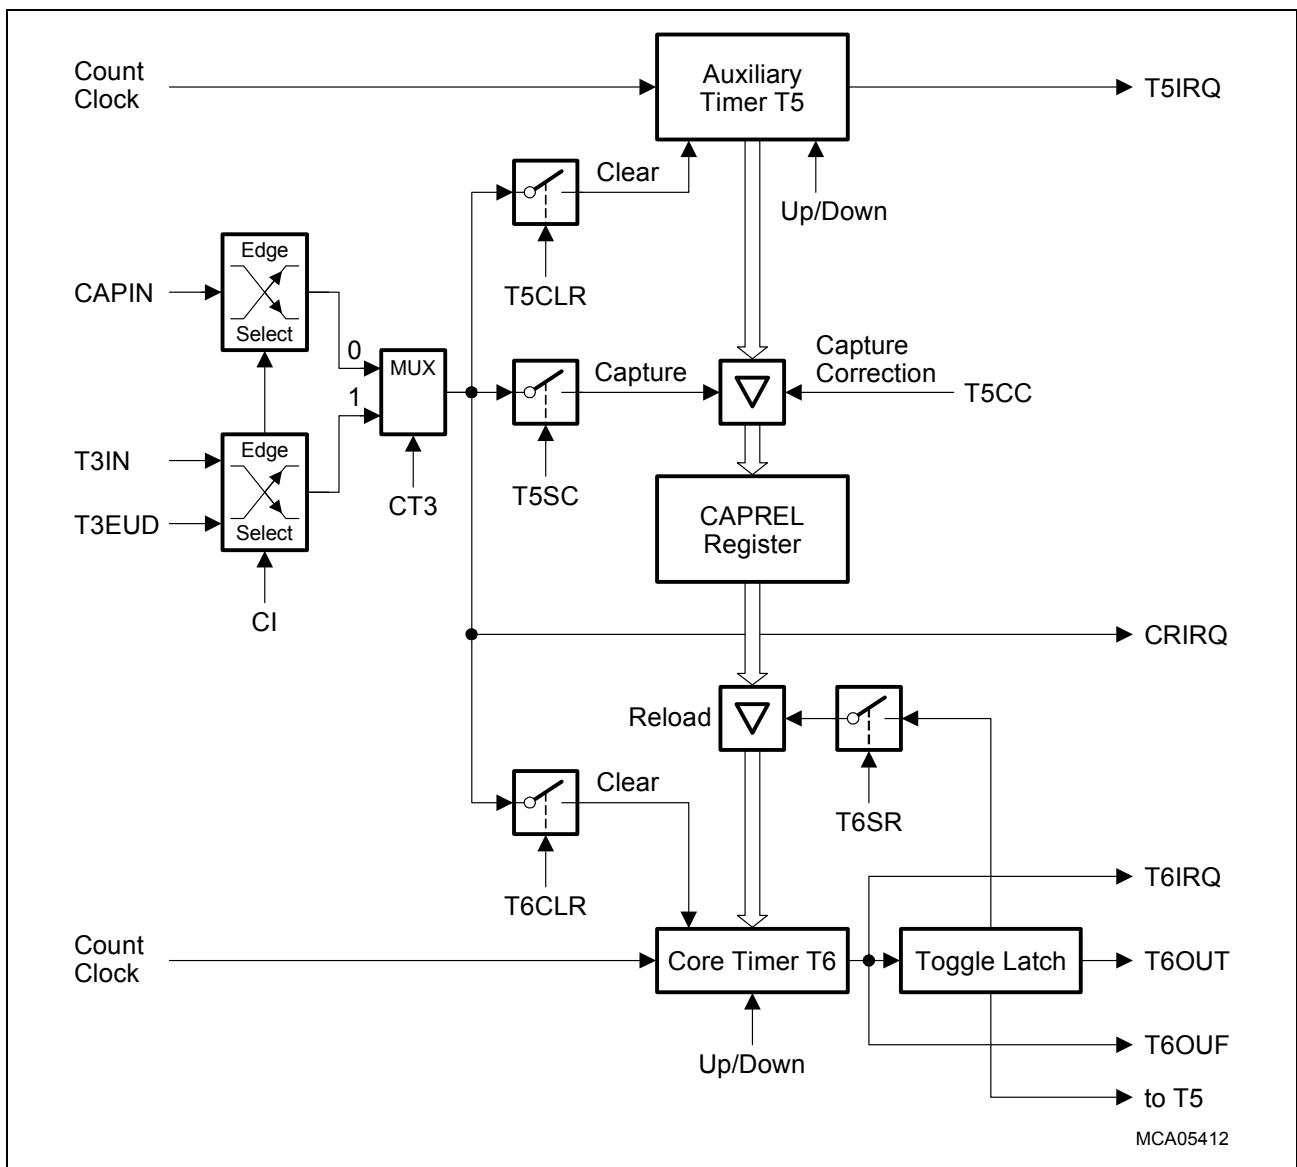 Count
Clock
Auxiliary
Timer T5
T5IRQ
Clear
Up/Down
T5CLR
Edge
Select
CAPIN
0
MUX
1
Capture
Capture
Correction
T5CC
T3IN
T3EUD
Edge
Select
CT3
T5SC
CAPREL
Register
CI
CRIRQ
Reload
T6SR
Clear
T6CLR
T6IRQ
Count
Clock
Core Timer T6
Toggle Latch
T6OUT
Up/Down
T6OUF
to T5
MCA05412